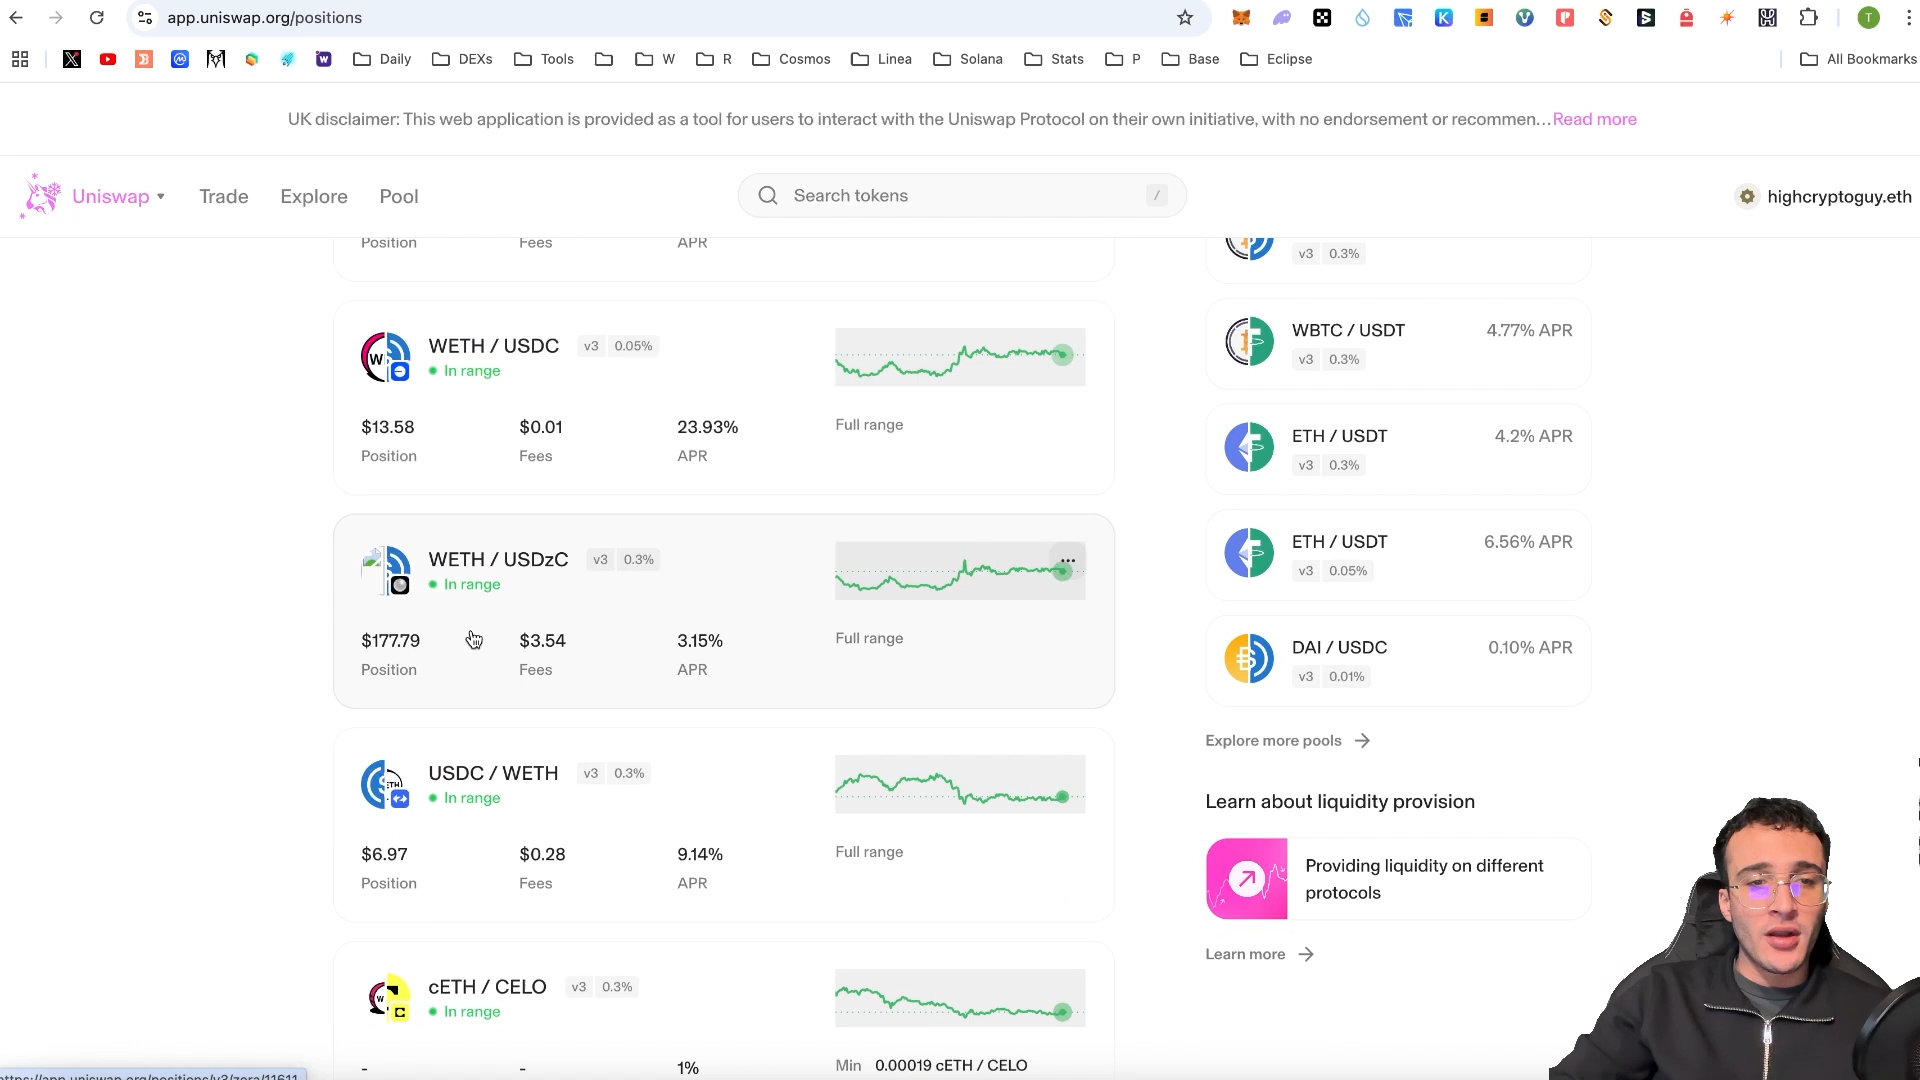 app.uniswap.org/positions
T
Daily
DEXs
Tools
W
R
Cosmos
Linea
Solana
Stats
P
Base
Eclipse
All Bookmarks
UK disclaimer: This web application is provided as a tool for users to interact with the Uniswap Protocol on their own initiative, with no endorsement or recommen...Read more
Uniswap
Trade
Explore
Pool
Search tokens
/
highcryptoguy.eth
Position
Fees
APR
WETH / USDC
v3
0.05%
In range
$13.58
$0.01
23.93%
Full range
Position
Fees
APR
WETH / USDzC
v3
0.3%
In range
...
$177.79
$3.54
3.15%
Full range
Position
Fees
APR
USDC / WETH
v3
0.3%
In range
$6.97
$0.28
9.14%
Full range
Position
Fees
APR
cETH / CELO
v3
0.3%
In range
-
-
1%
Min 0.00019 cETH / CELO
v3
0.3%
WBTC / USDT
4.77% APR
v3
0.3%
ETH / USDT
4.2% APR
v3
0.3%
ETH / USDT
6.56% APR
v3
0.05%
DAI / USDC
0.10% APR
v3
0.01%
Explore more pools
Learn about liquidity provision
Providing liquidity on different
protocols
Learn more
https://app.uniswap.org/positions/v3/zora/11611